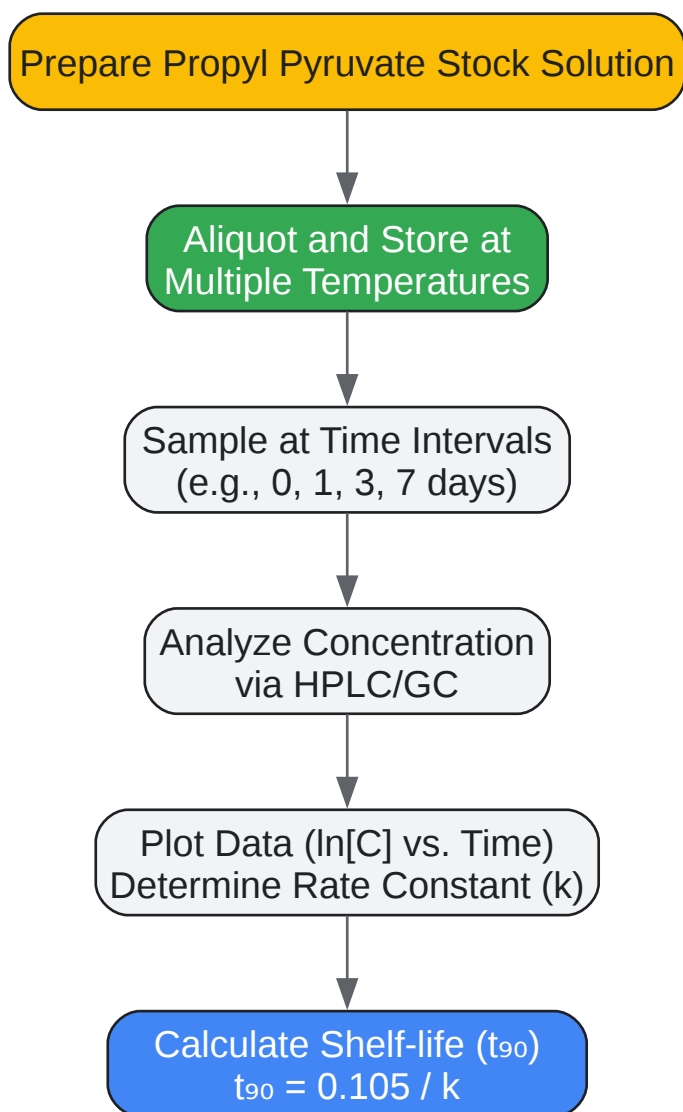 Prepare Propyl Pyruvate Stock Solution
Aliquot and Store at
Multiple Temperatures
Sample at Time Intervals
(e.g., 0, 1, 3, 7 days)
Analyze Concentration
via HPLC/GC
Plot Data (ln[C] vs. Time)
Determine Rate Constant (k)
Calculate Shelf-life (t₉₀)
t₉₀ = 0.105 / k